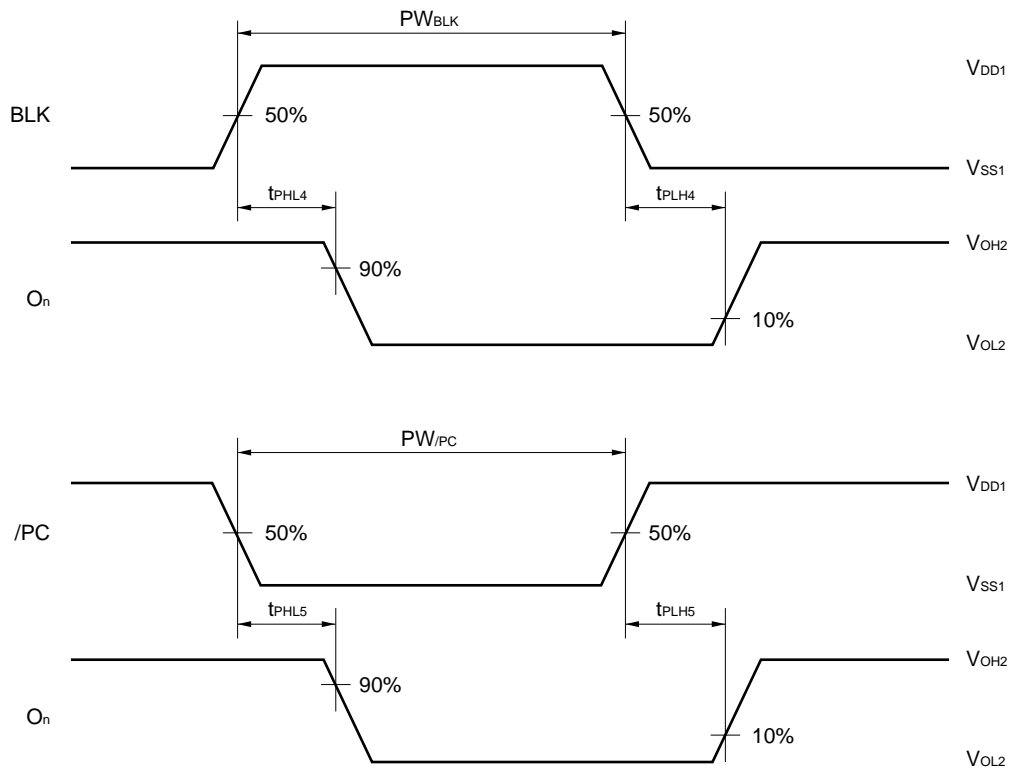 PWBLK
VDD1
BLK
50%
50%
VSS1
tPHL4
tPLH4
VOH2
90%
On
10%
VOL2
PW/PC
VDD1
/PC
50%
50%
VSS1
tPHL5
tPLH5
VOH2
90%
On
10%
VOL2